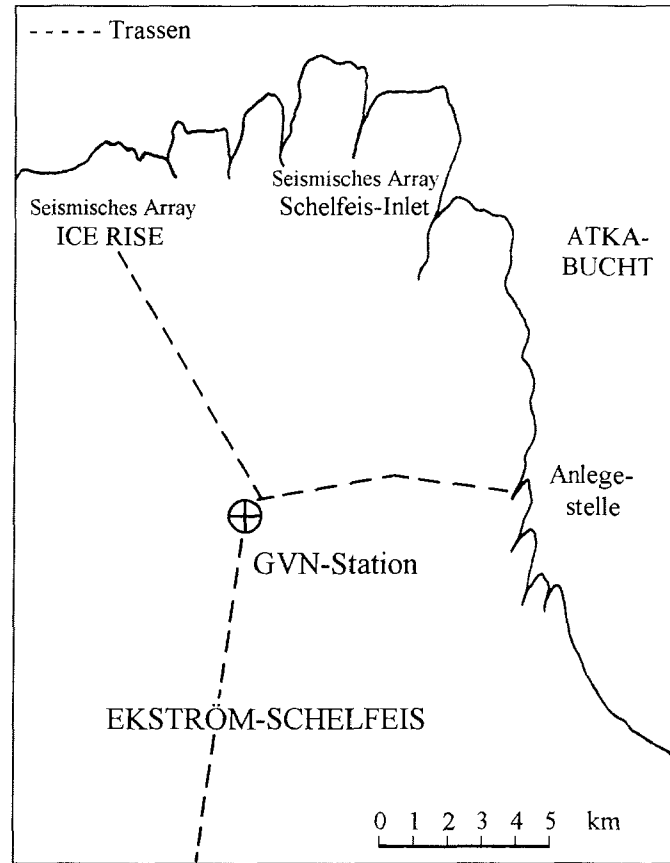 Trassen
Seismisches Array
Schelfeis-Inlet
Seismisches Array
ICE RISE
ATKA-
BUCHT
Anlege-
stelle
GVN-Station
EKSTRÖM-SCHELFEIS
0 1 2 3 4 5 km